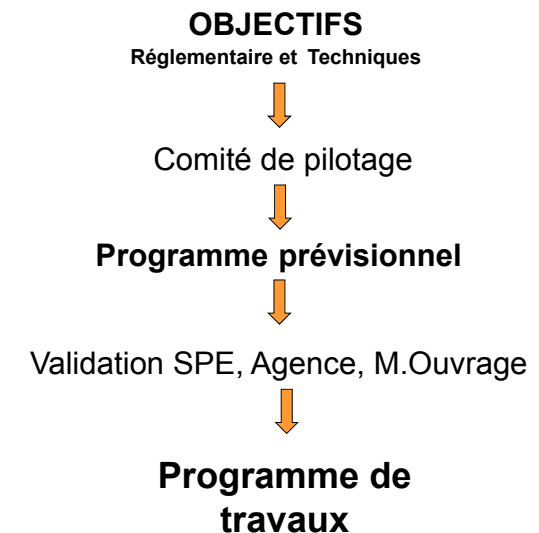 OBJECTIFS
Réglementaire et Techniques
Comité de pilotage
Programme prévisionnel
Validation SPE, Agence, M.Ouvrage
Programme de
travaux